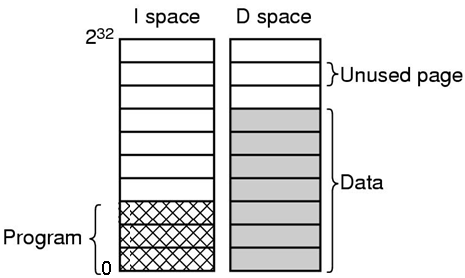 I space D space
2³²
Unused page
Data
Program
0